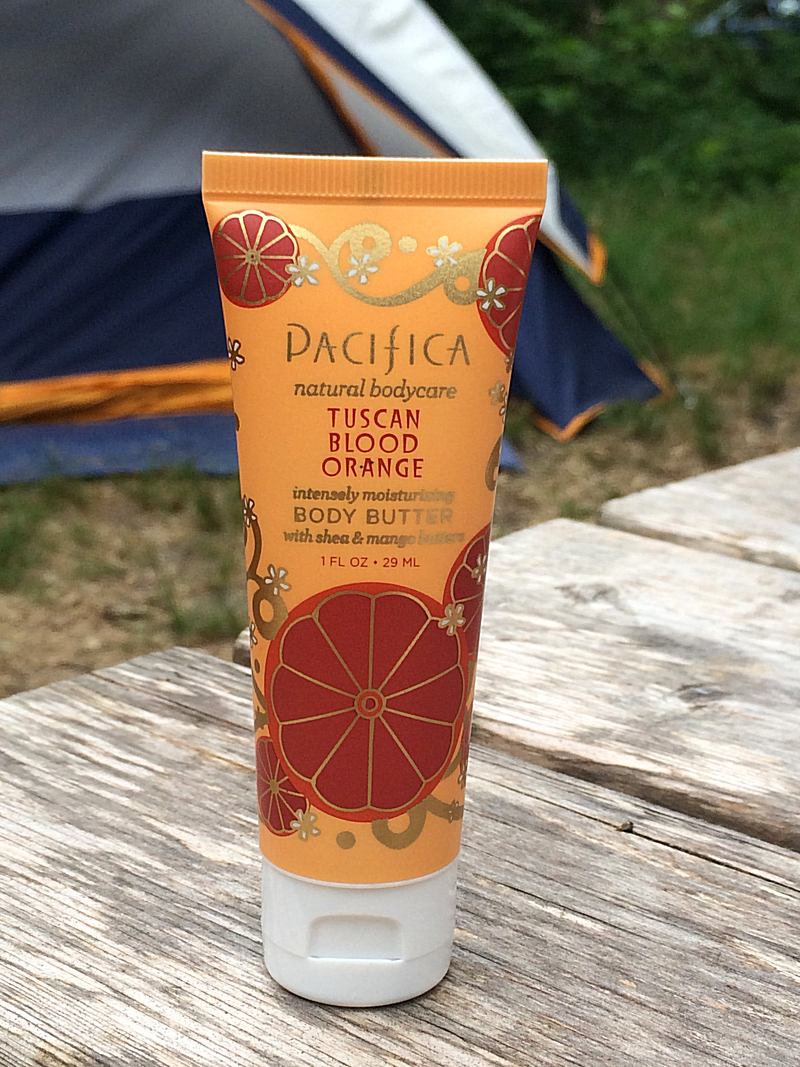 PACIFICA
natural bodycare
TUSCAN
BLOOD
ORANGE
intensely moisturizing
BODY BUTTER
with shea & mango butters
1 FL OZ • 29 ML